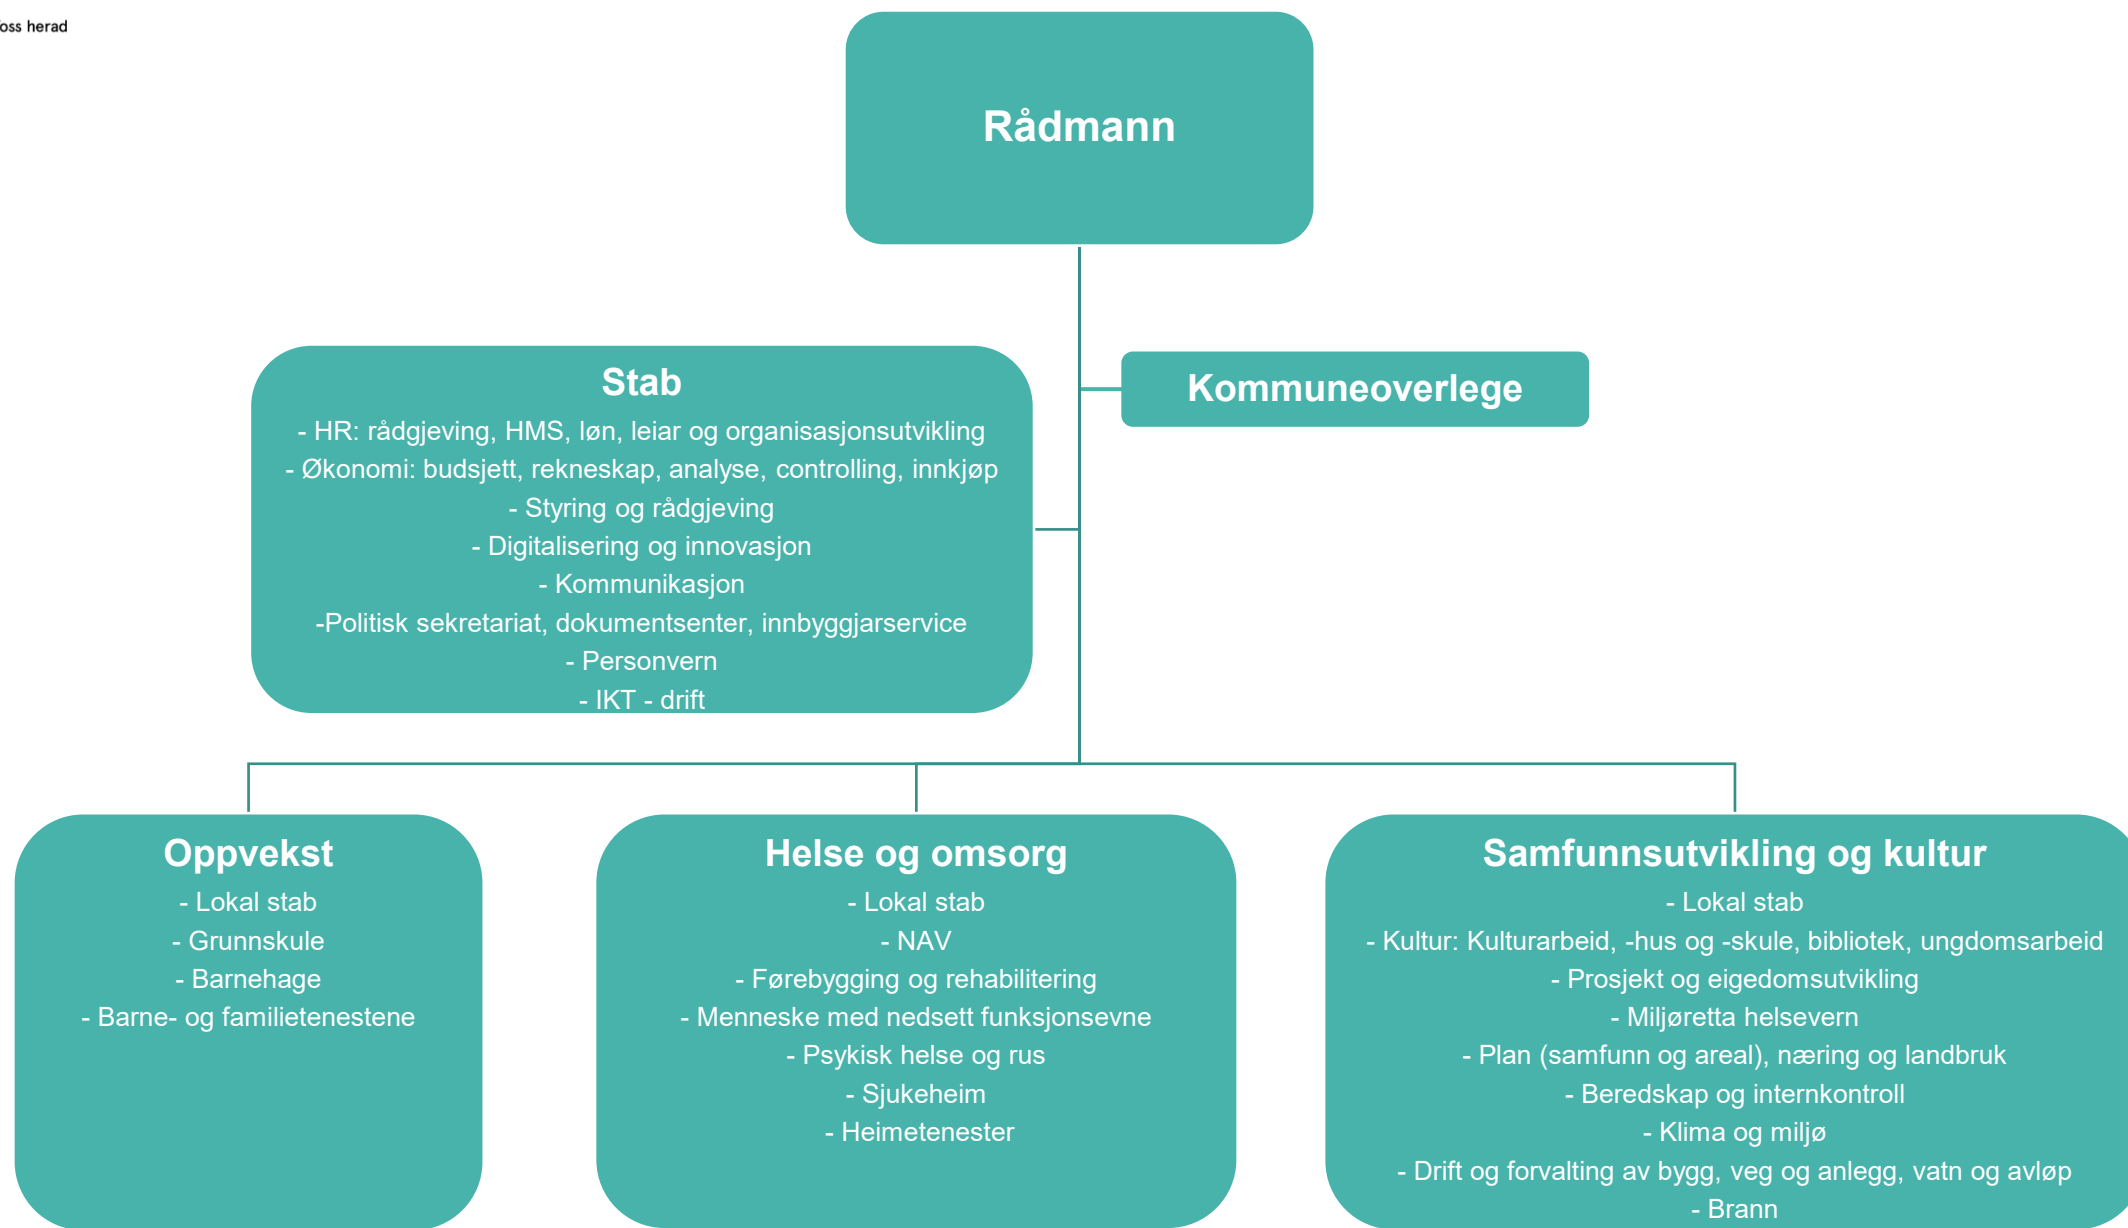 oss herad
Rådmann
Stab
- HR: rådgjeving, HMS, løn, leiar og organisasjonsutvikling
- Økonomi: budsjett, rekneskap, analyse, controlling, innkjøp
- Styring og rådgjeving
- Digitalisering og innovasjon
- Kommunikasjon
-Politisk sekretariat, dokumentsenter, innbyggjarservice
- Personvern
- IKT - drift
Kommuneoverlege
Oppvekst
- Lokal stab
- Grunnskule
- Barnehage
- Barne- og familietenestene
Helse og omsorg
- Lokal stab
- NAV
- Førebygging og rehabilitering
- Menneske med nedsett funksjonsevne
- Psykisk helse og rus
- Sjukeheim
- Heimetenester
Samfunnsutvikling og kultur
- Lokal stab
- Kultur: Kulturarbeid, -hus og -skule, bibliotek, ungdomsarbeid
- Prosjekt og eigedomsutvikling
- Miljøretta helsevern
- Plan (samfunn og areal), næring og landbruk
- Beredskap og internkontroll
- Klima og miljø
- Drift og forvalting av bygg, veg og anlegg, vatn og avløp
- Brann